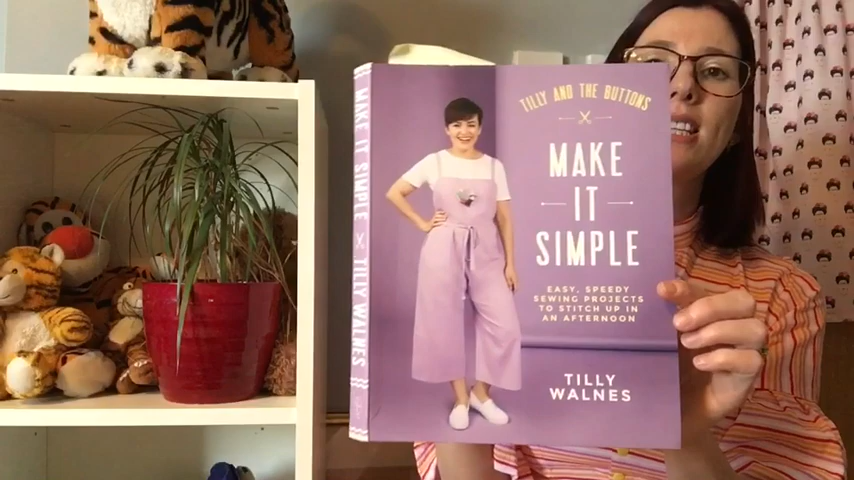 MAKE IT SIMPLE TILLY WALNES
TILLY AND THE BUTTONS
MAKE
IT
SIMPLE
EASY, SPEEDY
SEWING PROJECTS
TO STITCH UP IN
AN AFTERNOON
TILLY
WALNES